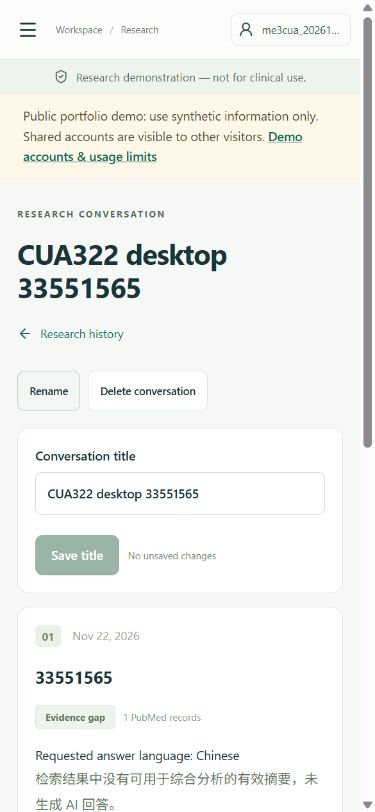 Workspace / Research
me3cua_20261...
Research demonstration — not for clinical use.
Public portfolio demo: use synthetic information only.
Shared accounts are visible to other visitors. Demo
accounts & usage limits
RESEARCH CONVERSATION
CUA322 desktop
33551565
Research history
Rename
Delete conversation
Conversation title
CUA322 desktop 33551565
Save title
No unsaved changes
01
Nov 22, 2026
33551565
Evidence gap
1 PubMed records
Requested answer language: Chinese
检索结果中没有可用于综合分析的有效摘要，未
生成 AI 回答。